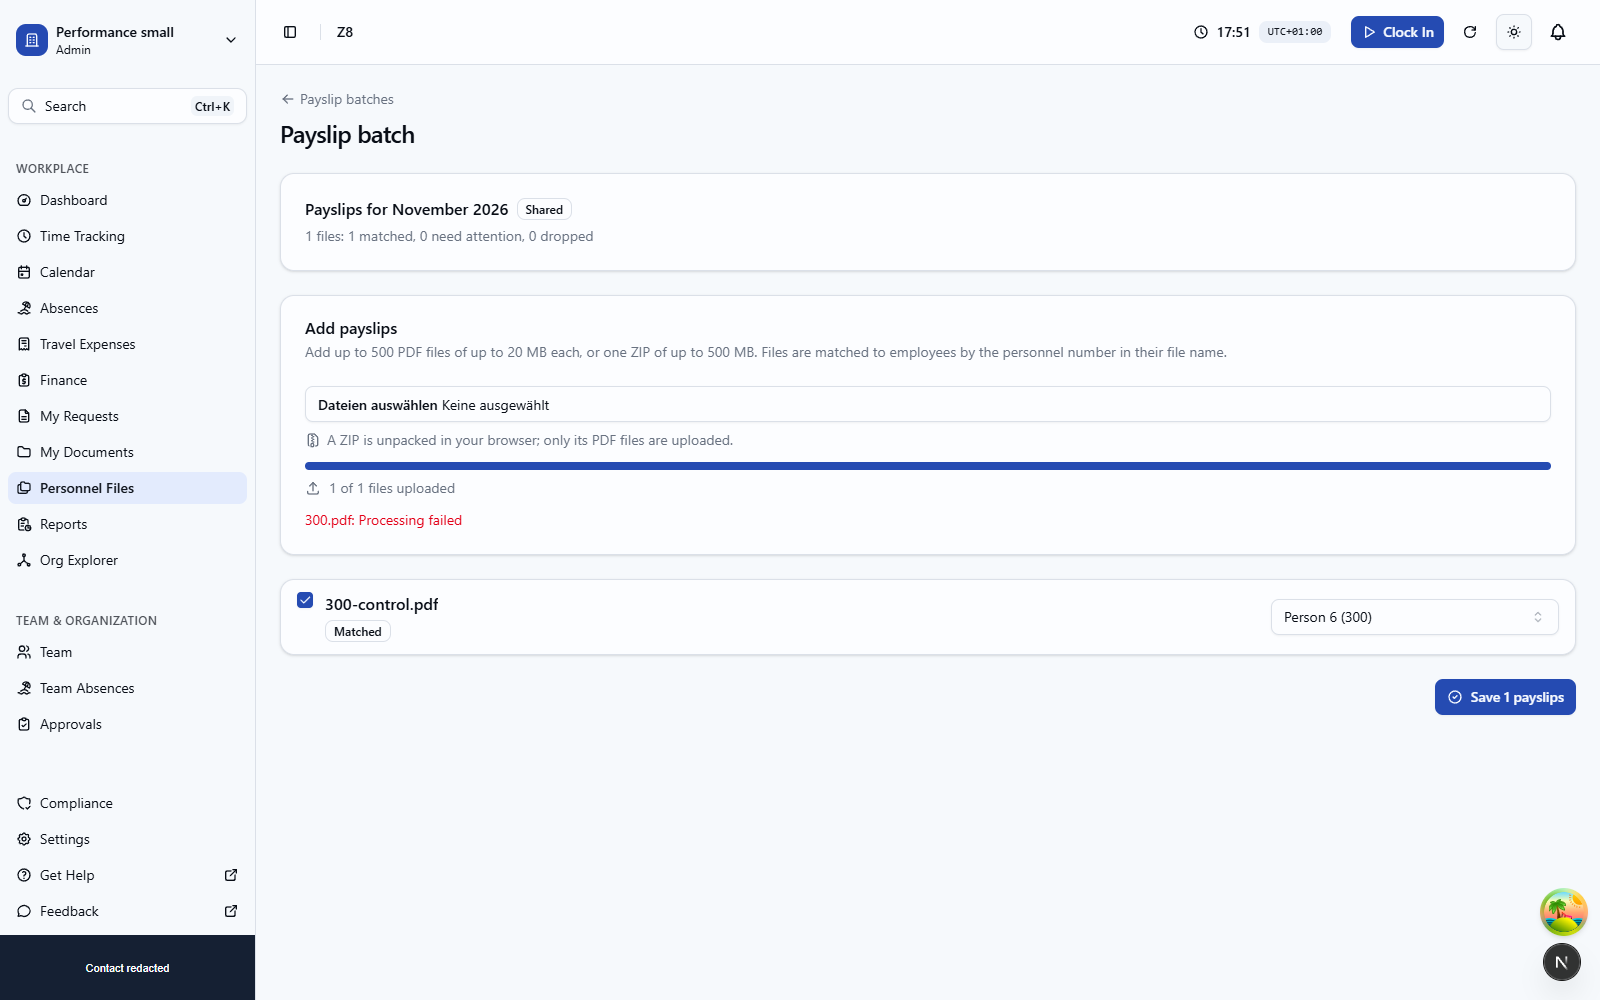 Performance small
Admin
Search Ctrl+K
WORKPLACE
Dashboard
Time Tracking
Calendar
Absences
Travel Expenses
Finance
My Requests
My Documents
Personnel Files
Reports
Org Explorer
TEAM & ORGANIZATION
Team
Team Absences
Approvals
Compliance
Settings
Get Help
Feedback
Contact redacted
Z8
17:51 UTC+01:00 Clock In
Payslip batches
Payslip batch
Payslips for November 2026 Shared
1 files: 1 matched, 0 need attention, 0 dropped
Add payslips
Add up to 500 PDF files of up to 20 MB each, or one ZIP of up to 500 MB. Files are matched to employees by the personnel number in their file name.
Dateien auswählen Keine ausgewählt
A ZIP is unpacked in your browser; only its PDF files are uploaded.
1 of 1 files uploaded
300.pdf: Processing failed
300-control.pdf
Matched
Person 6 (300)
Save 1 payslips
N